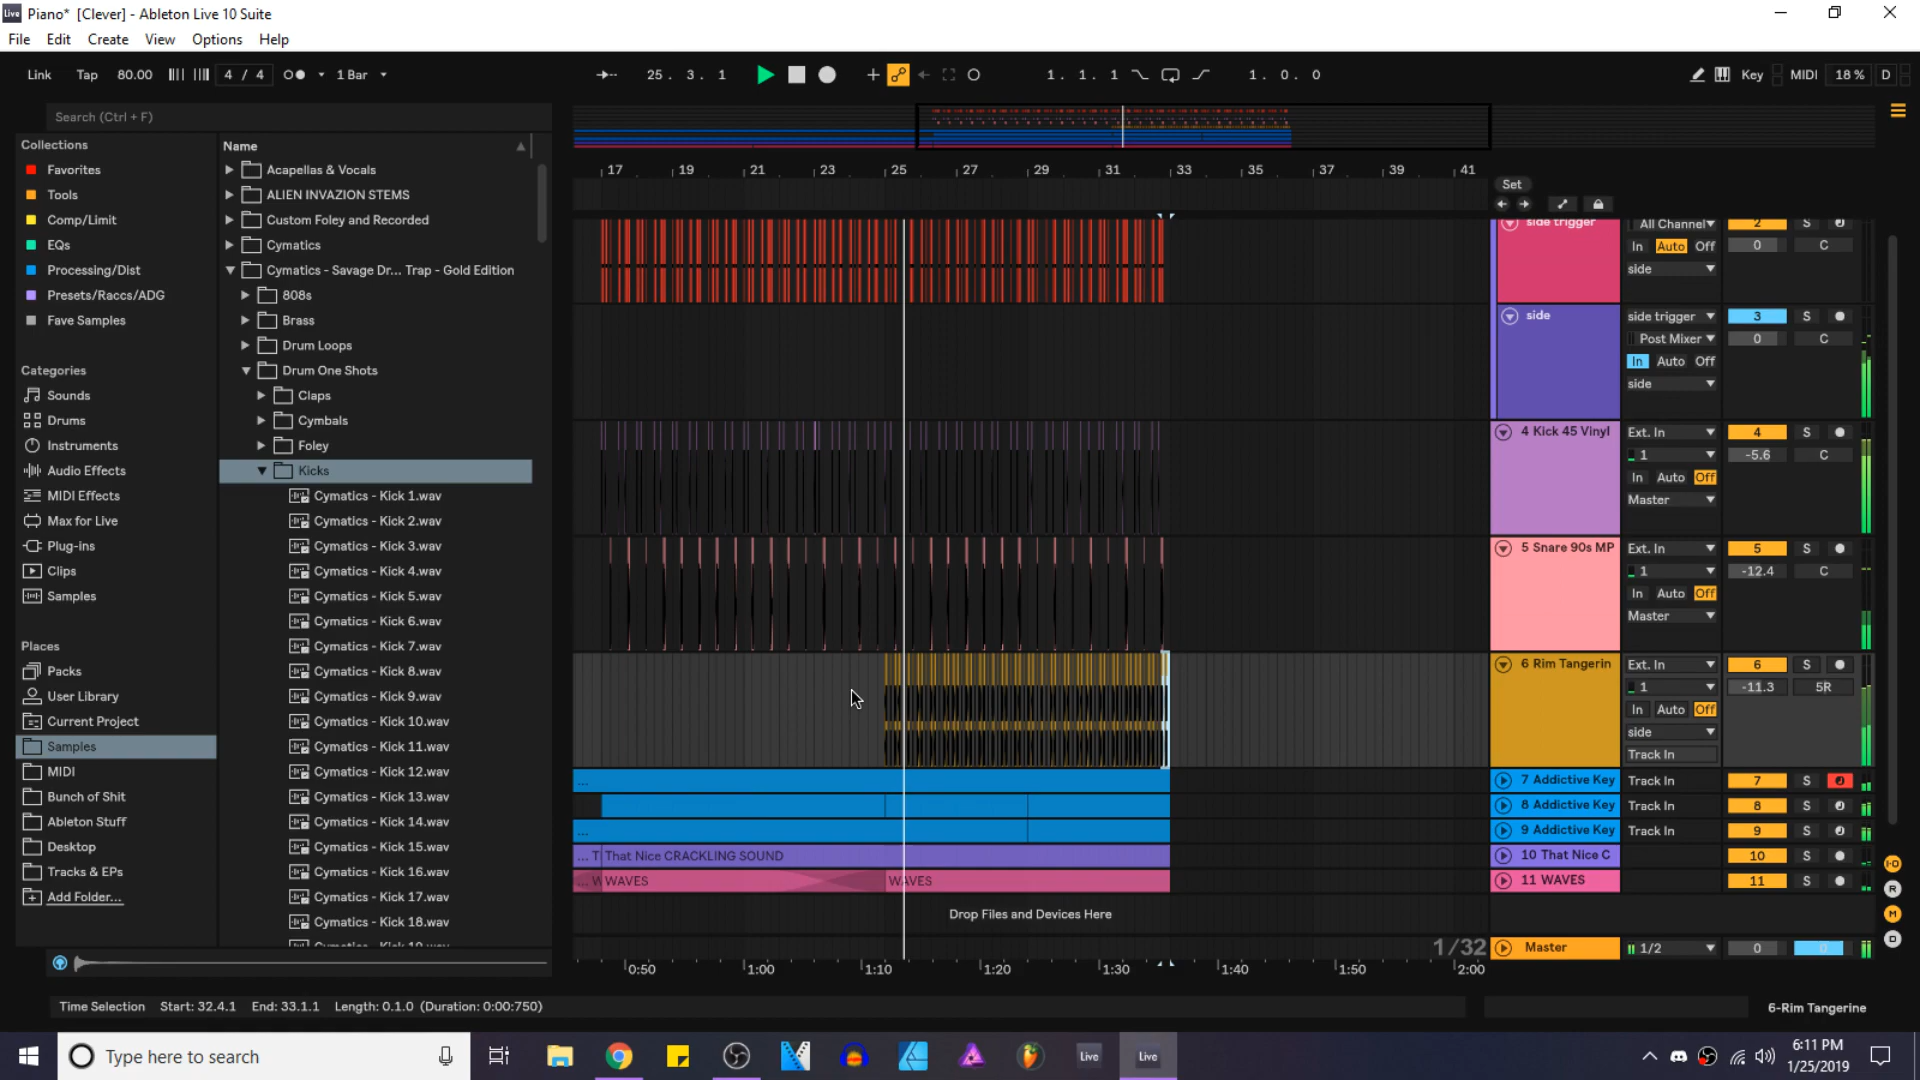 Live Piano* [Clever] - Ableton Live 10 Suite
File Edit Create View Options Help
Link Tap 80.00 4 / 4 1 Bar 25. 3. 1 1. 1. 1 1. 0. 0 Key MIDI 18 % D
Search (Ctrl + F)
Collections
Favorites
Tools
Comp/Limit
EQs
Processing/Dist
Presets/Raccs/ADG
Fave Samples
Categories
Sounds
Drums
Instruments
Audio Effects
MIDI Effects
Max for Live
Plug-ins
Clips
Samples
Places
Packs
User Library
Current Project
Samples
MIDI
Bunch of Shit
Ableton Stuff
Desktop
Tracks & EPs
Add Folder...
Name
Acapellas & Vocals
ALIEN INVAZION STEMS
Custom Foley and Recorded
Cymatics
Cymatics - Savage Dr... Trap - Gold Edition
808s
Brass
Drum Loops
Drum One Shots
Claps
Cymbals
Foley
Kicks
Cymatics - Kick 1.wav
Cymatics - Kick 2.wav
Cymatics - Kick 3.wav
Cymatics - Kick 4.wav
Cymatics - Kick 5.wav
Cymatics - Kick 6.wav
Cymatics - Kick 7.wav
Cymatics - Kick 8.wav
Cymatics - Kick 9.wav
Cymatics - Kick 10.wav
Cymatics - Kick 11.wav
Cymatics - Kick 12.wav
Cymatics - Kick 13.wav
Cymatics - Kick 14.wav
Cymatics - Kick 15.wav
Cymatics - Kick 16.wav
Cymatics - Kick 17.wav
Cymatics - Kick 18.wav
17 19 21 23 25 27 29 31 33 35 37 39 41
Set
side trigger All Channel 2 S
In Auto Off 0 C
side
side side trigger 3 S
Post Mixer 0 C
In Auto Off
side
4 Kick 45 Vinyl Ext. In 4 S
1 -5.6 C
In Auto Off
Master
5 Snare 90s MP Ext. In 5 S
1 -12.4 C
In Auto Off
Master
6 Rim Tangerin Ext. In 6 S
1 -11.3 5R
In Auto Off
side
Track In
... 7 Addictive Key Track In 7 S
8 Addictive Key Track In 8 S
... 9 Addictive Key Track In 9 S
... T That Nice CRACKLING SOUND 10 That Nice C 10 S
... W WAVES WAVES 11 WAVES 11 S
Drop Files and Devices Here
1/32 Master 1/2 0 0
0:50 1:00 1:10 1:20 1:30 1:40 1:50 2:00
I·O
R
M
D
Time Selection Start: 32.4.1 End: 33.1.1 Length: 0.1.0 (Duration: 0:00:750)
6-Rim Tangerine
Type here to search
Live Live
6:11 PM
1/25/2019